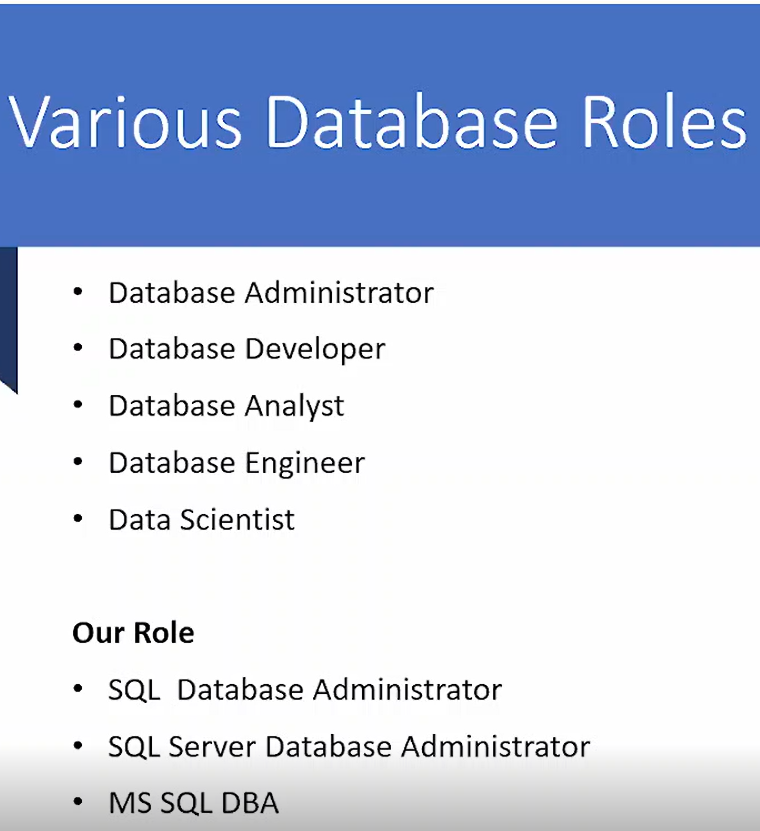 Various Database Roles
• Database Administrator
• Database Developer
• Database Analyst
• Database Engineer
• Data Scientist
Our Role
• SQL  Database Administrator
• SQL Server Database Administrator
• MS SQL DBA